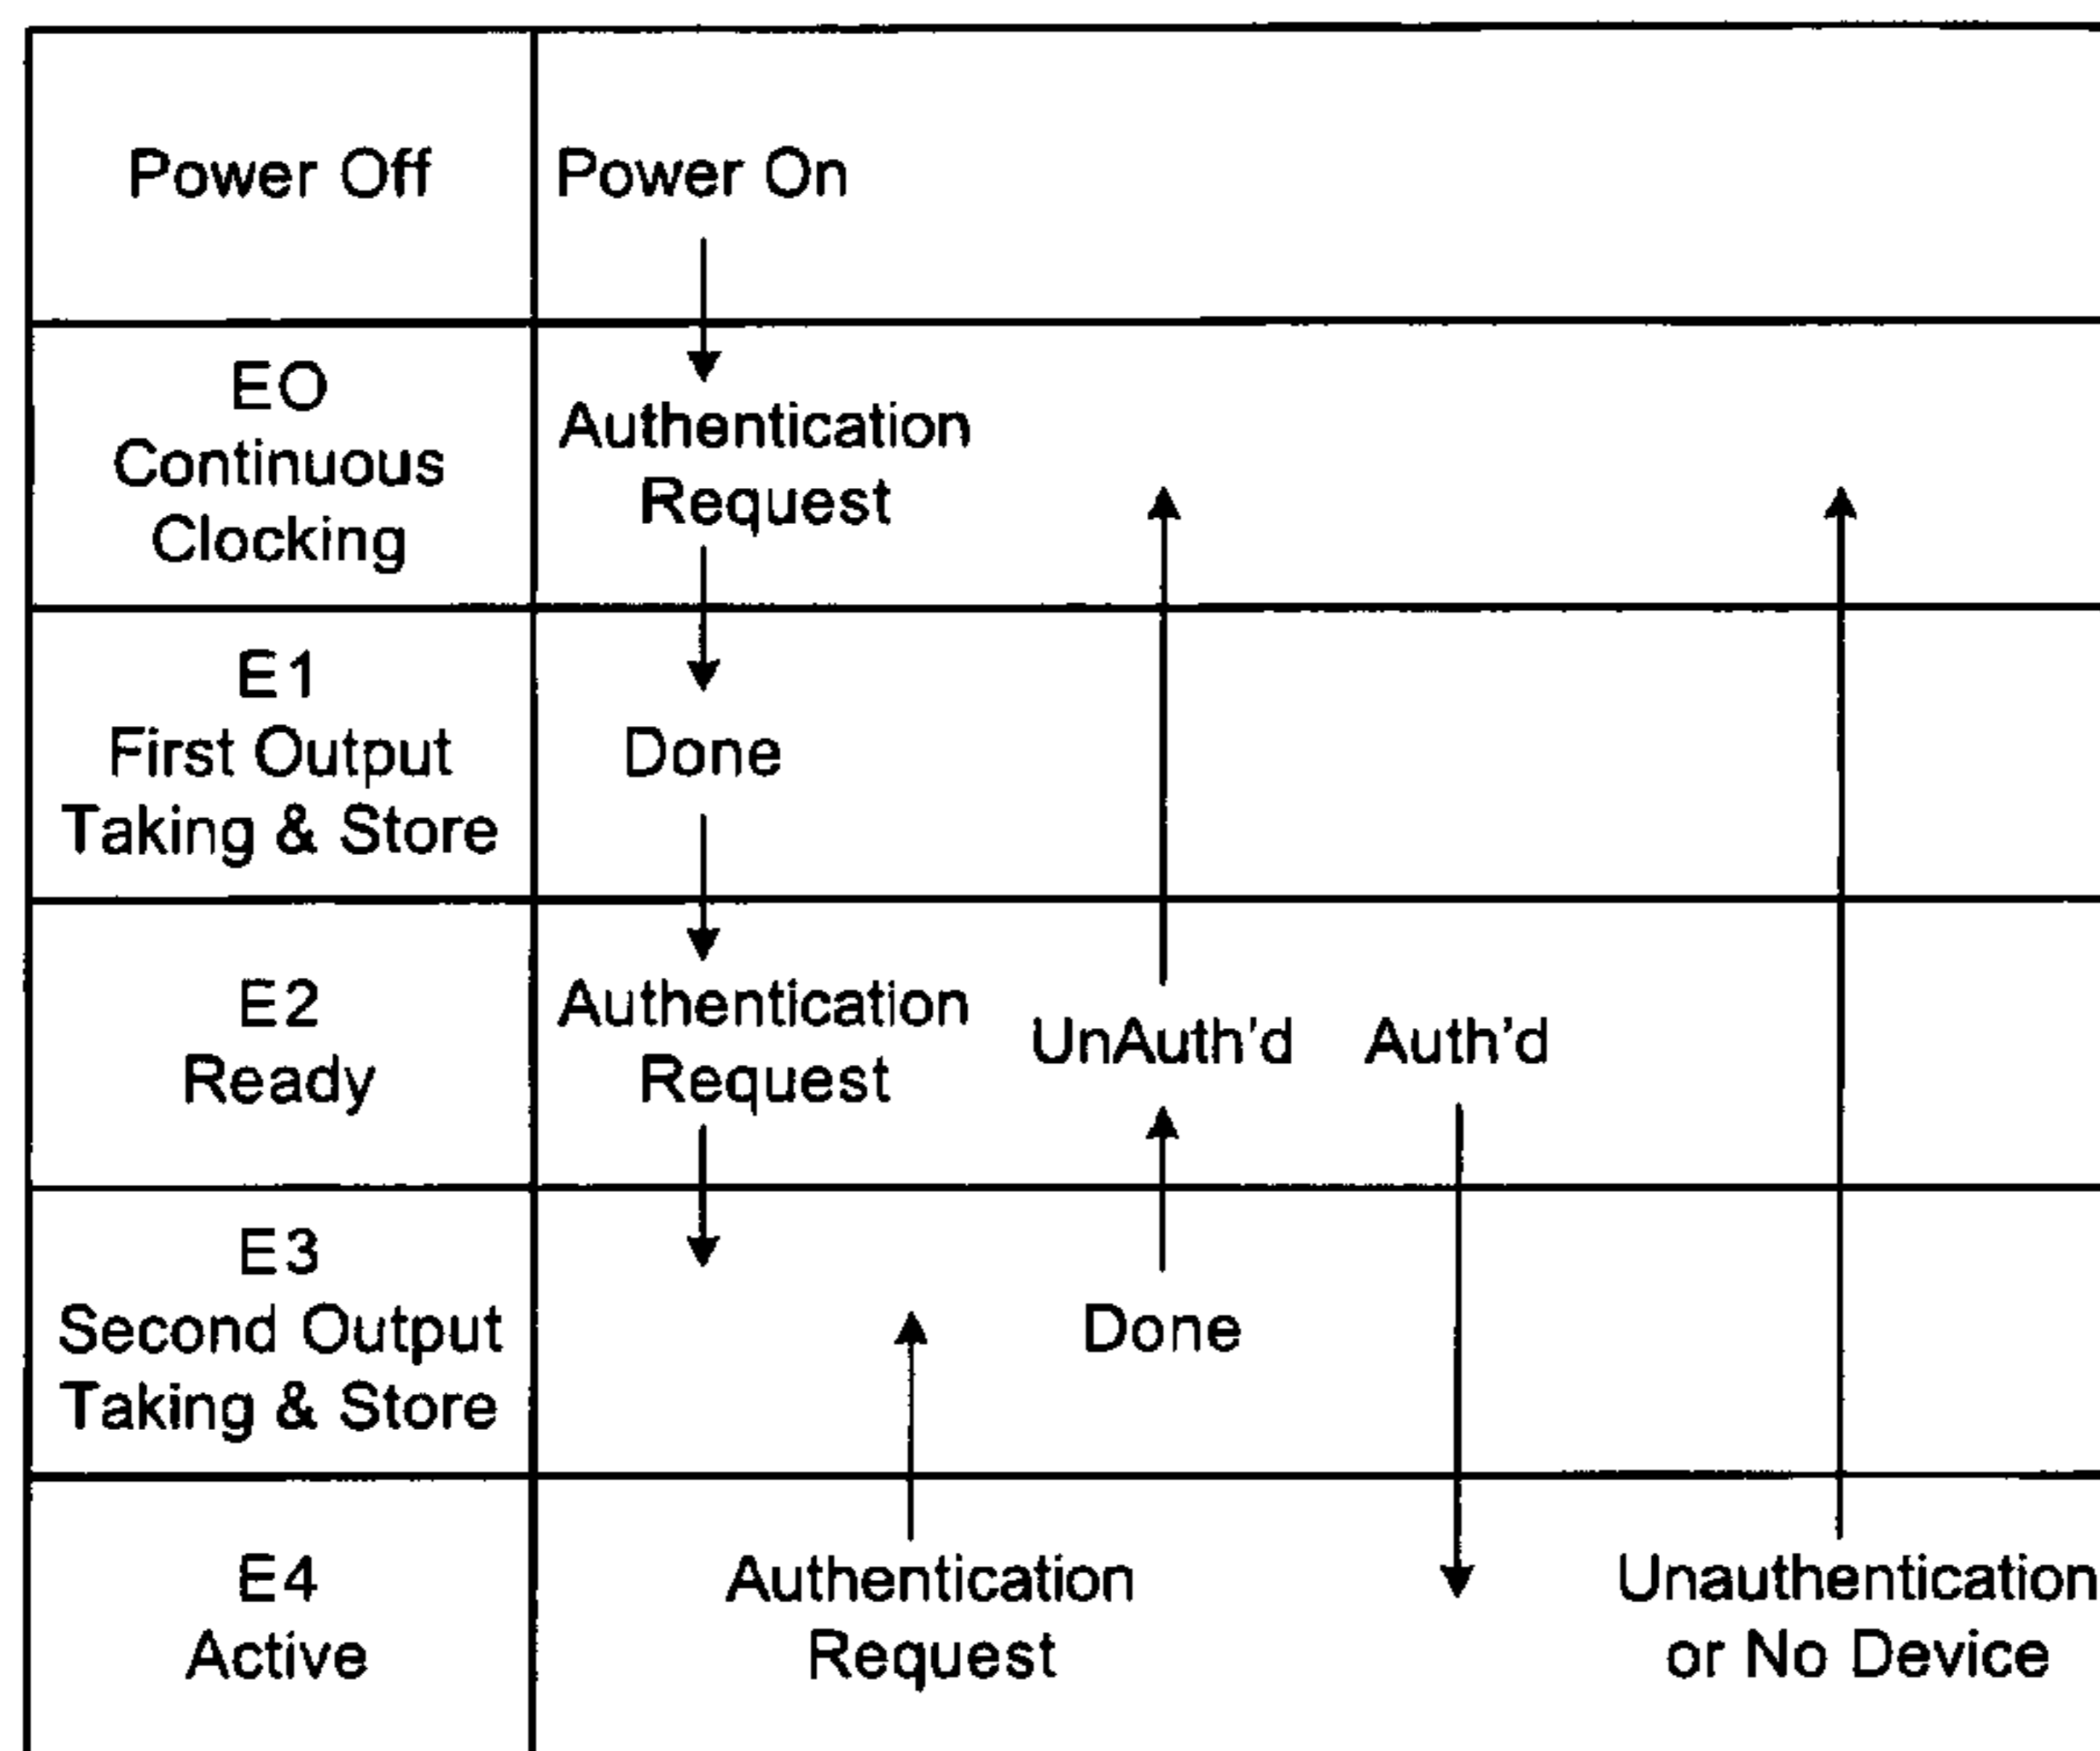 Power Off
Power On
EO
Continuous
Clocking
Authentication
Request
E1
First Output
Taking & Store
Done
E2
Ready
Authentication
Request
UnAuth'd
Auth'd
E3
Second Output
Taking & Store
Done
E4
Active
Authentication
Request
Unauthentication
or No Device